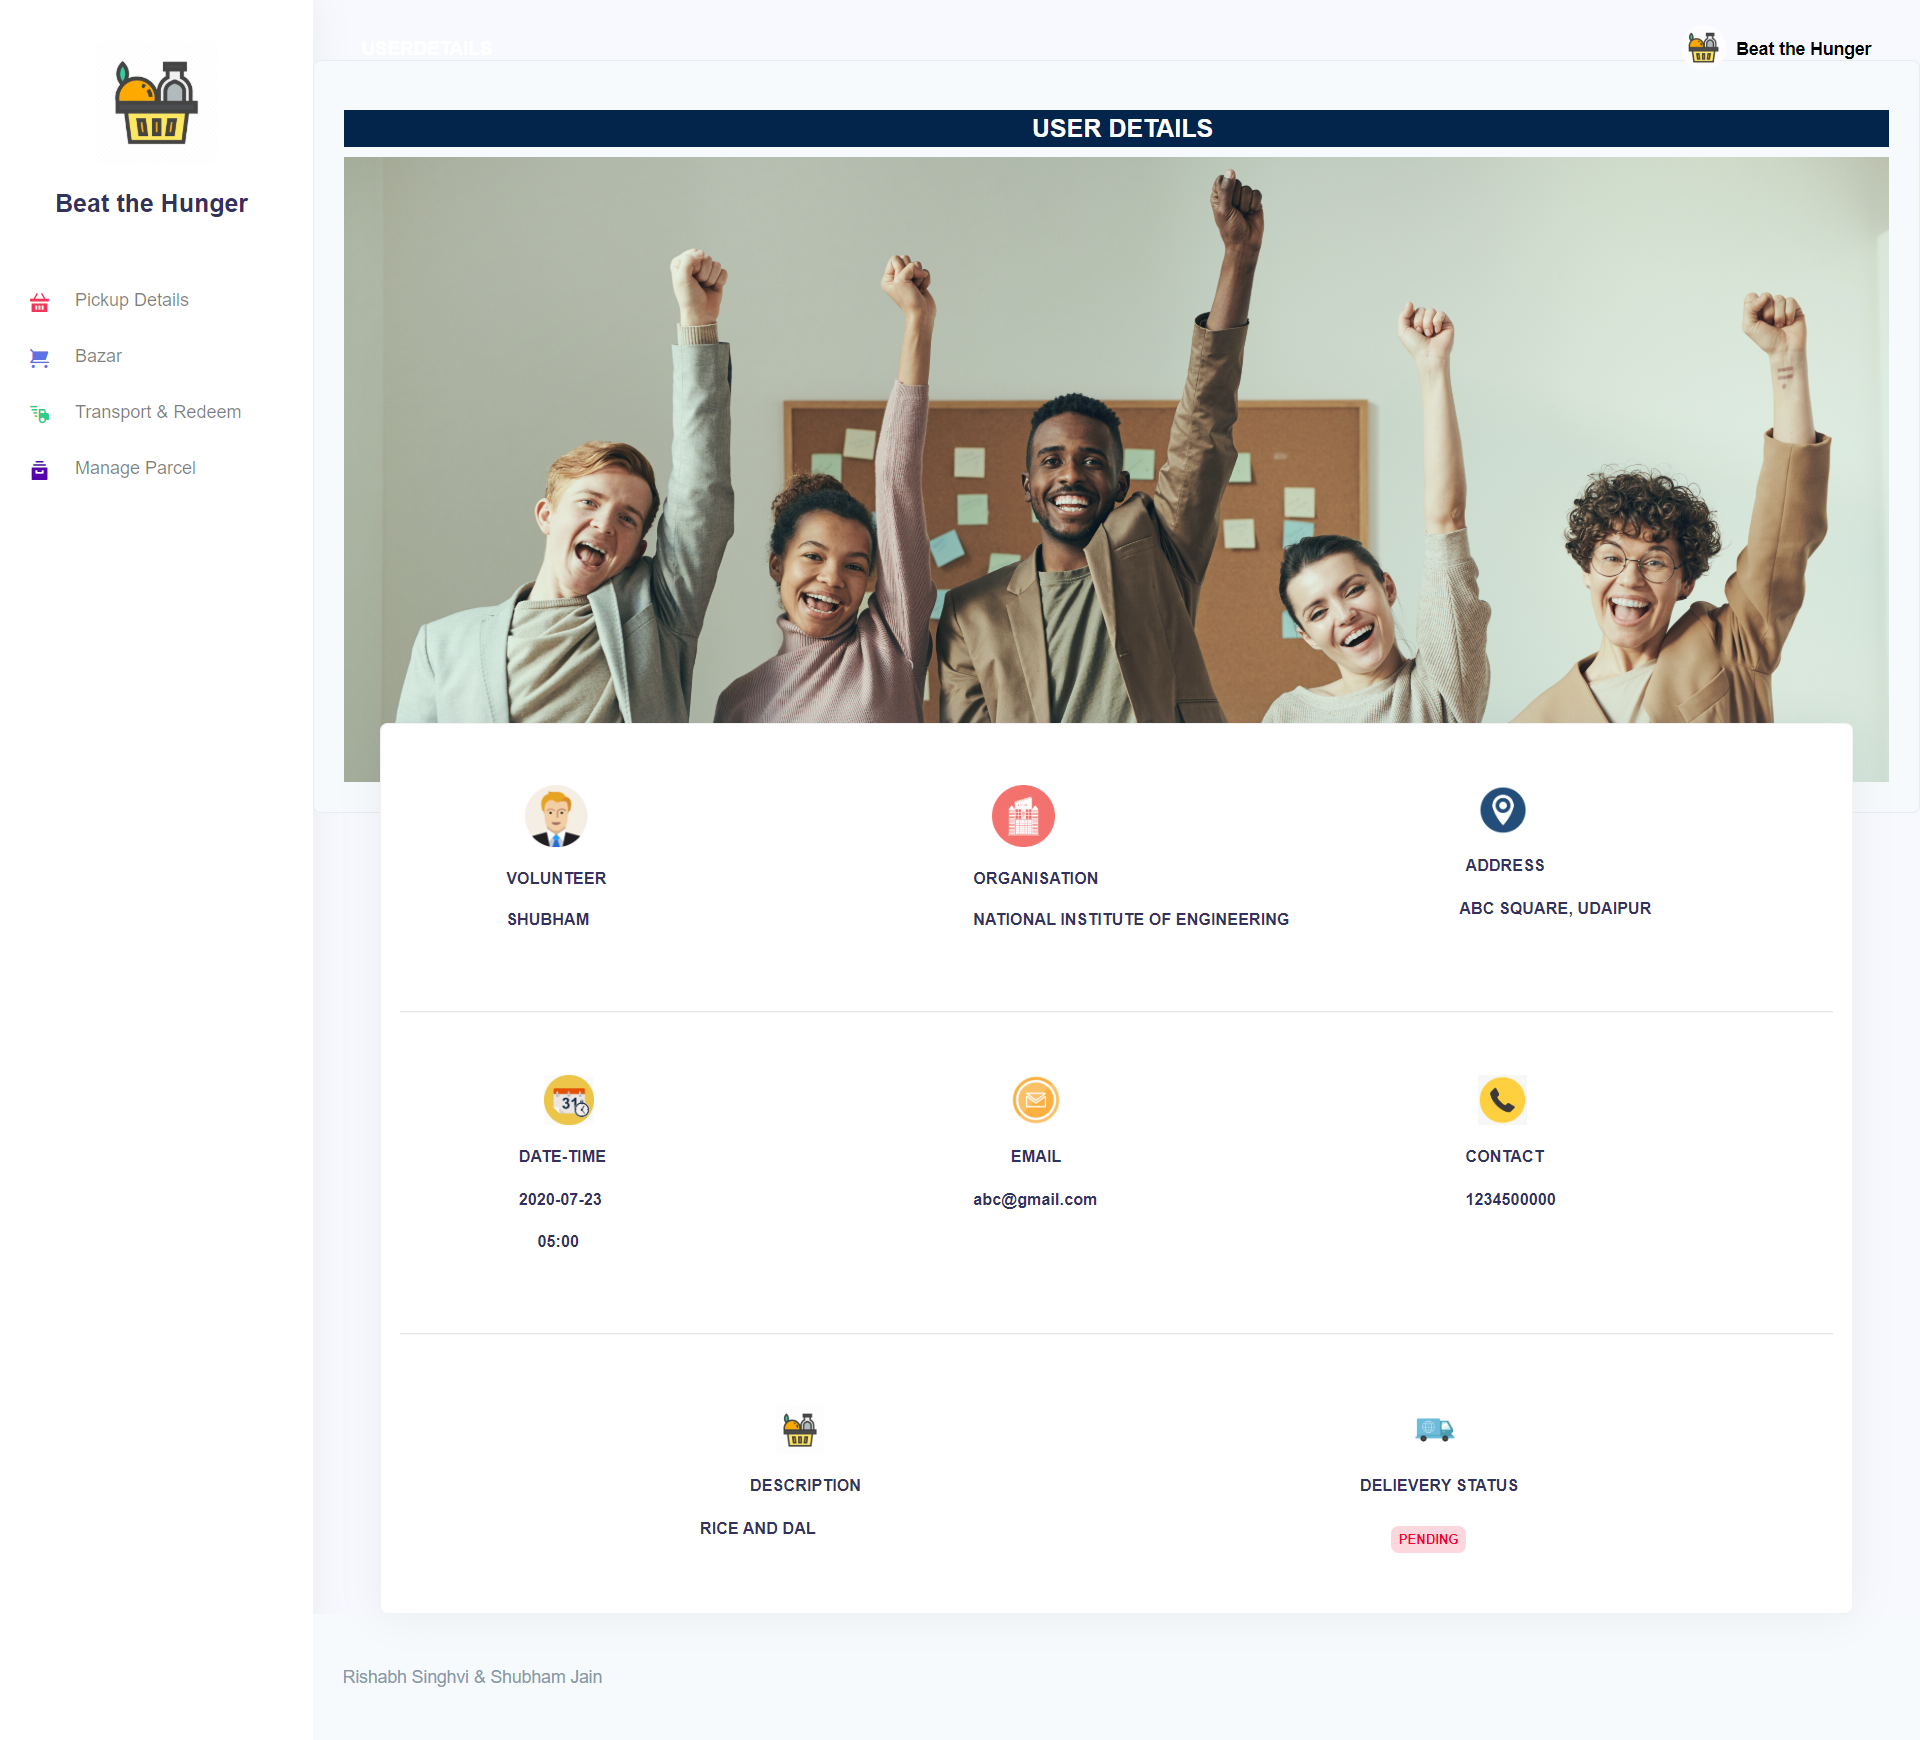 USERDETAILS
Beat the Hunger
USER DETAILS
Beat the Hunger
Pickup Details
Bazar
Transport & Redeem
Manage Parcel
VOLUNTEER
SHUBHAM
ORGANISATION
NATIONAL INSTITUTE OF ENGINEERING
ADDRESS
ABC SQUARE, UDAIPUR
31
DATE-TIME
2020-07-23
05:00
EMAIL
abc@gmail.com
CONTACT
1234500000
DESCRIPTION
RICE AND DAL
DELIEVERY STATUS
PENDING
Rishabh Singhvi & Shubham Jain